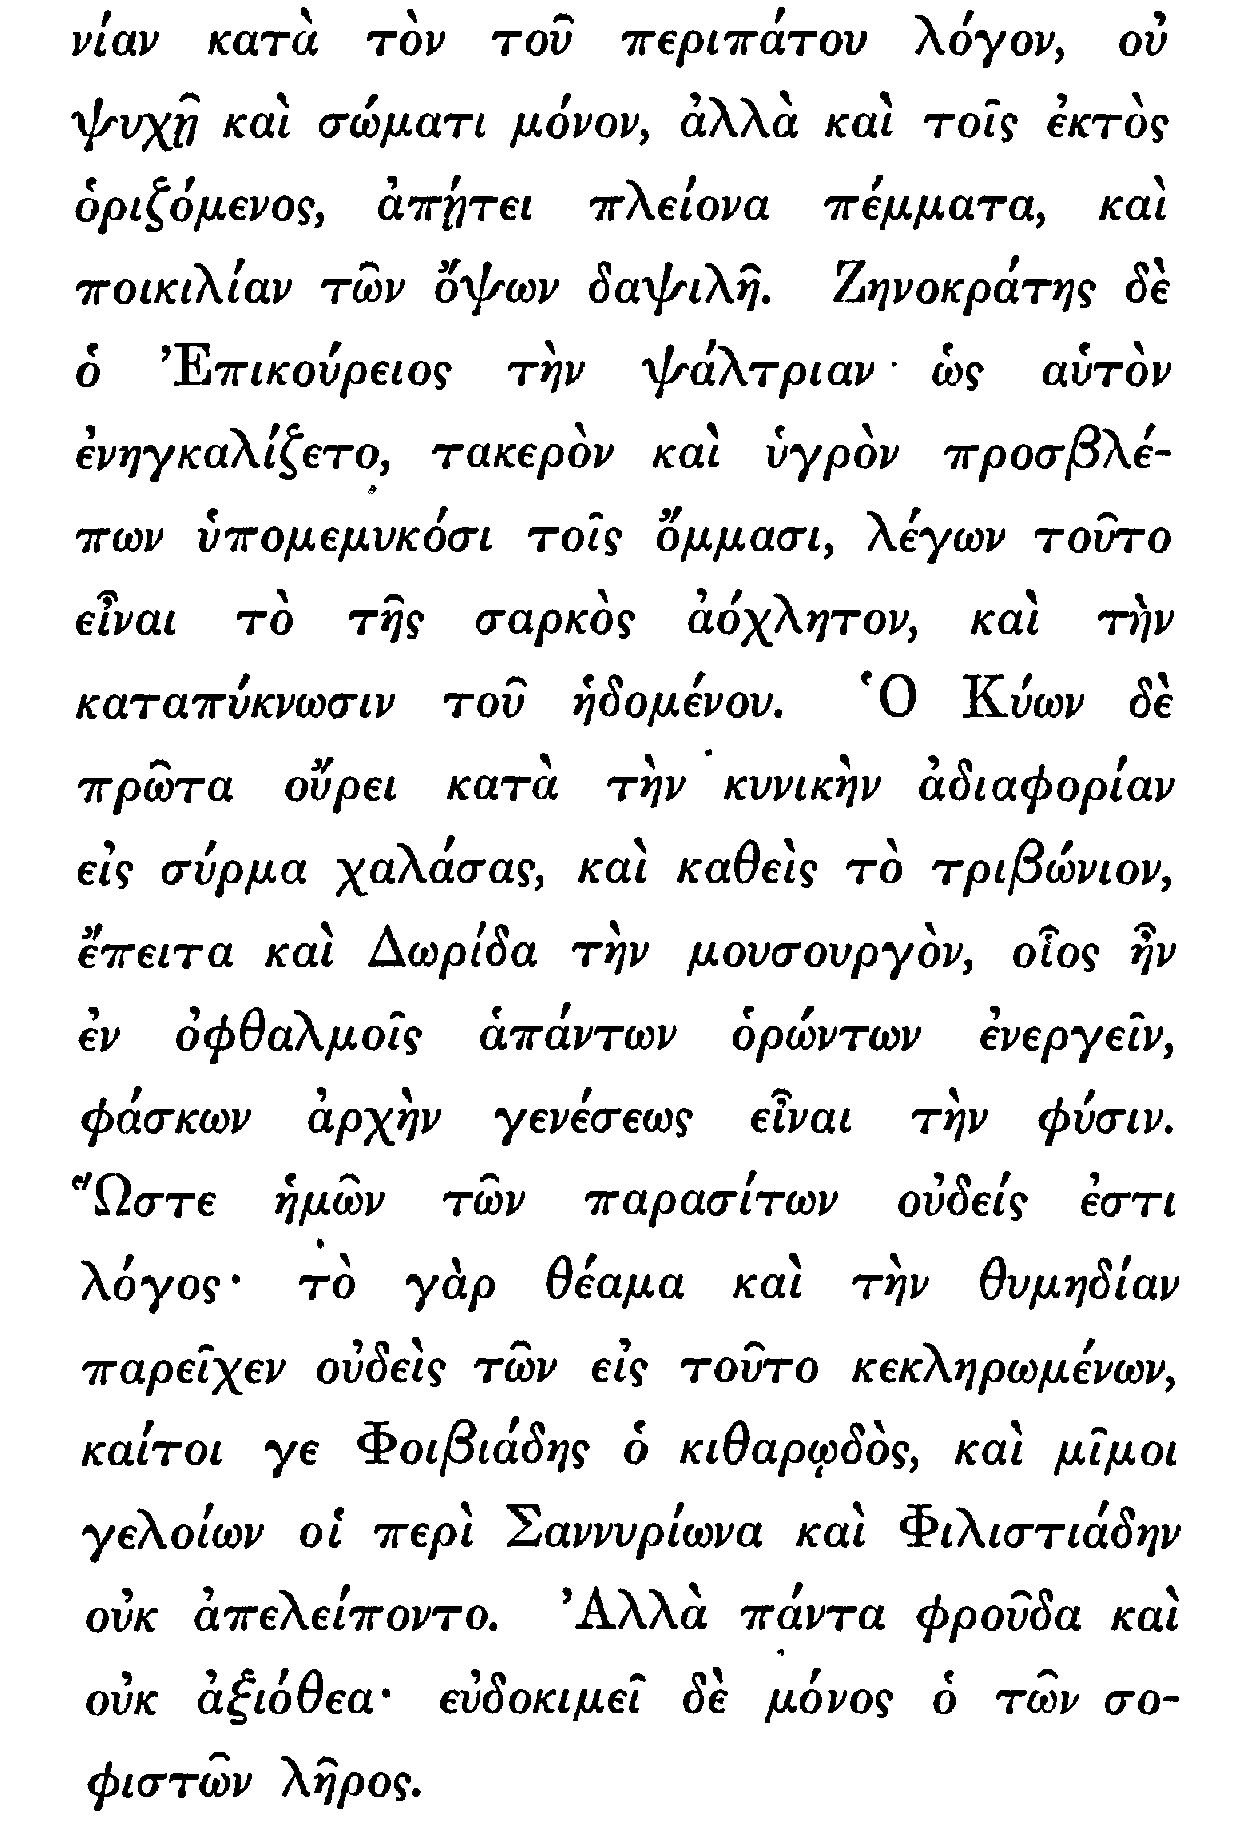 νίαν κατὰ τὸν τοῦ περιπάτου λόγον, οὐ
ψυχῇ καὶ σώματι μόνον, ἀλλὰ καὶ τοῖς ἐκτὸς
ὁριζόμενος, ἀπῄτει πλείονα πέμματα, καὶ
ποικιλίαν τῶν ὄψων δαψιλῆ. Ζηνοκράτης δὲ
ὁ Ἐπικούρειος τὴν ψάλτριαν· ὡς αὑτὸν
ἐνηγκαλίζετο, τακερὸν καὶ ὑγρὸν προσβλέ-
πων ὑπομεμυκόσι τοῖς ὄμμασι, λέγων τοῦτο
εἶναι τὸ τῆς σαρκὸς ἀόχλητον, καὶ τὴν
καταπύκνωσιν τοῦ ἡδομένου. Ὁ Κύων δὲ
πρῶτα οὔρει κατὰ τὴν κυνικὴν ἀδιαφορίαν
εἰς σύρμα χαλάσας, καὶ καθεὶς τὸ τριβώνιον,
ἔπειτα καὶ Δωρίδα τὴν μουσουργὸν, οἷος ἦν
ἐν ὀφθαλμοῖς ἁπάντων ὁρώντων ἐνεργεῖν,
φάσκων ἀρχὴν γενέσεως εἶναι τὴν φύσιν.
Ὥστε ἡμῶν τῶν παρασίτων οὐδείς ἐστι
λόγος· τὸ γὰρ θέαμα καὶ τὴν θυμηδίαν
παρεῖχεν οὐδεὶς τῶν εἰς τοῦτο κεκληρωμένων,
καίτοι γε Φοιβιάδης ὁ κιθαρῳδὸς, καὶ μῖμοι
γελοίων οἱ περὶ Σαννυρίωνα καὶ Φιλιστιάδην
οὐκ ἀπελείποντο. Ἀλλὰ πάντα φροῦδα καὶ
οὐκ ἀξιόθεα· εὐδοκιμεῖ δὲ μόνος ὁ τῶν σο-
φιστῶν λῆρος.